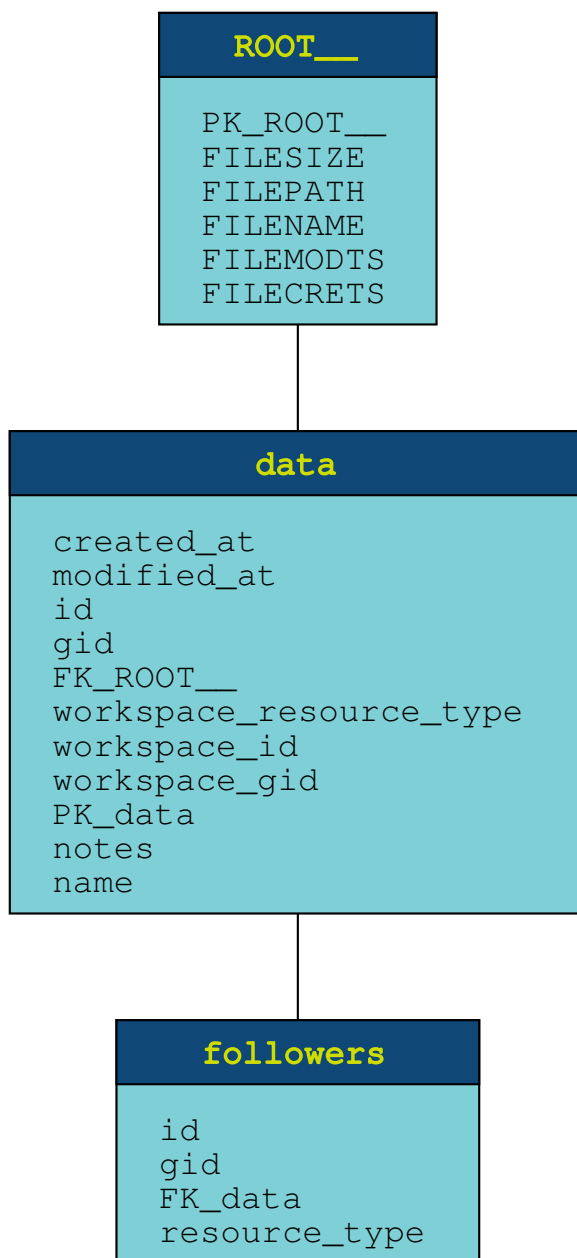 ROOT__
PK_ROOT__
FILESIZE
FILEPATH
FILENAME
FILEMODTS
FILECRETS
data
created_at
modified_at
id
gid
FK_ROOT__
workspace_resource_type
workspace_id
workspace_gid
PK_data
notes
name
followers
id
gid
FK_data
resource_type